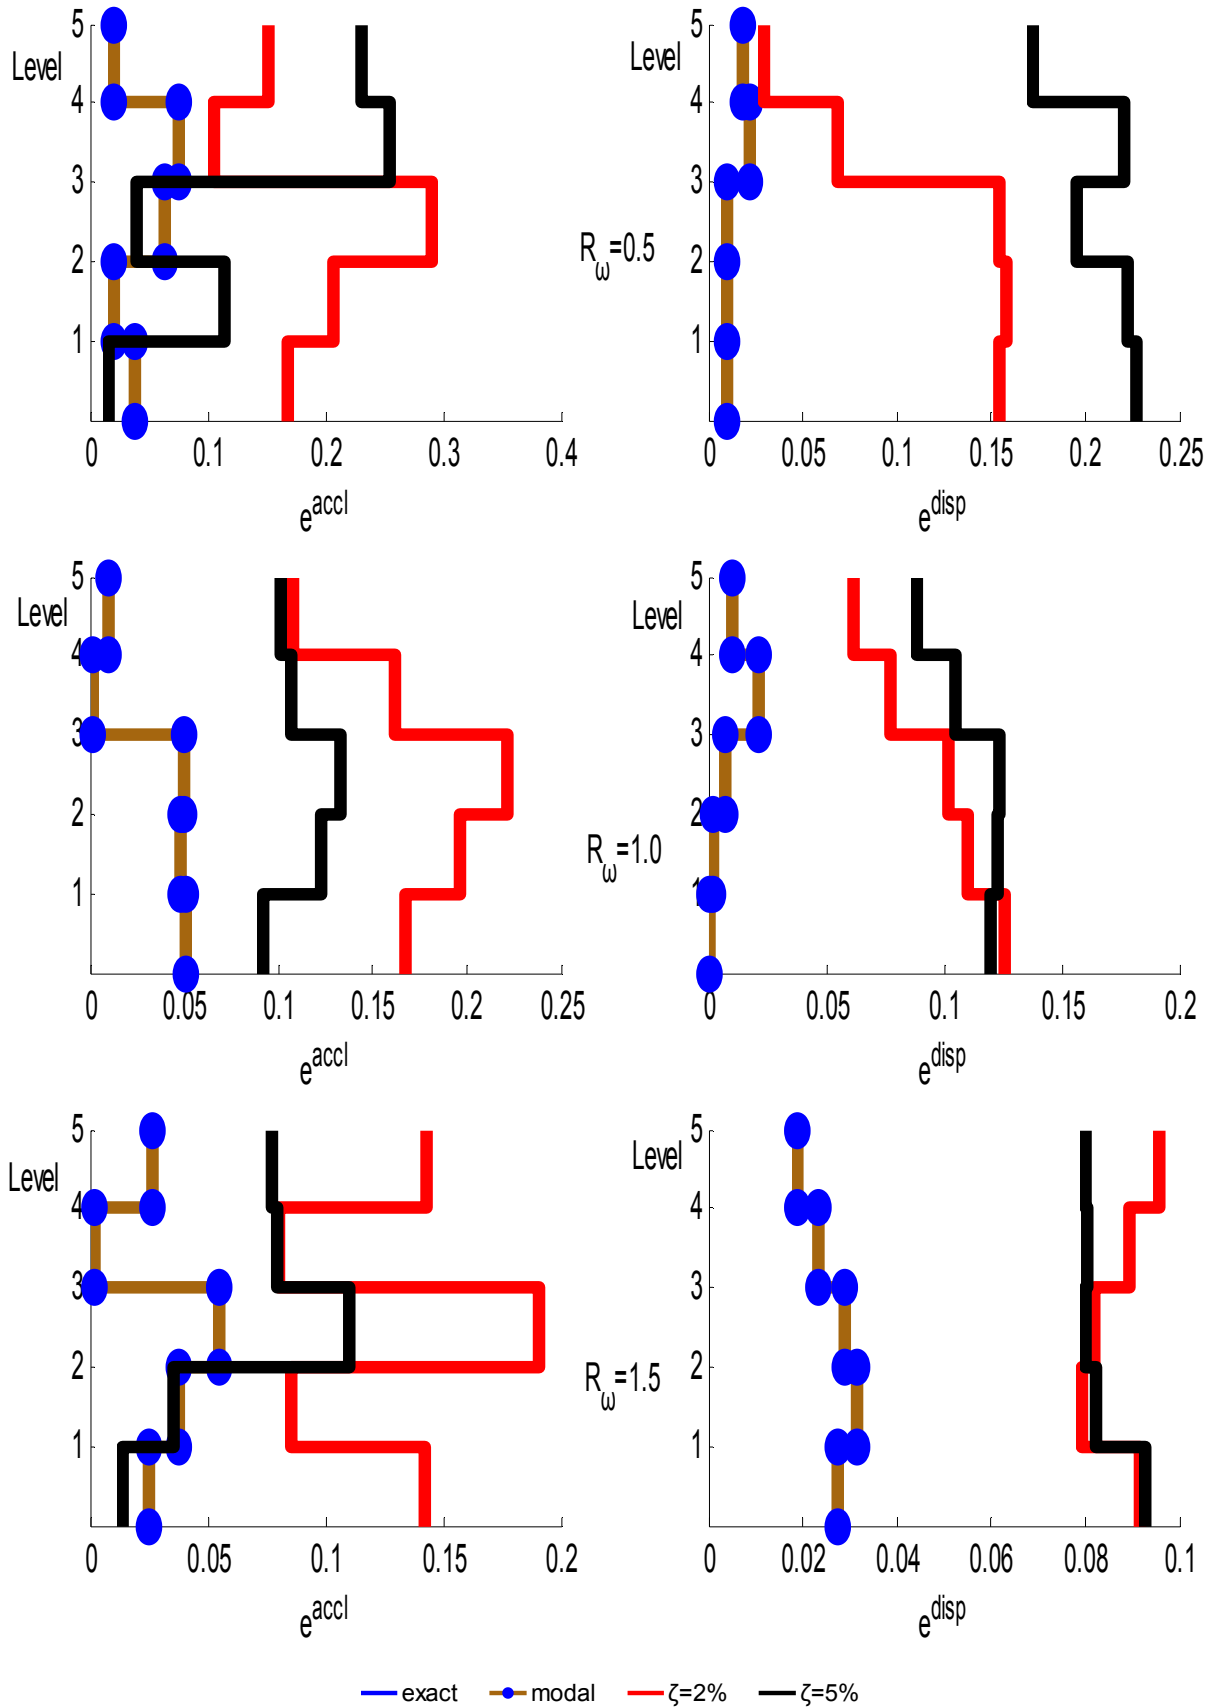 5
Level
4
3
2
1
0 0.1 0.2 0.3 0.4
e^accl
R_ω=0.5
5
Level
4
3
2
1
0 0.05 0.1 0.15 0.2 0.25
e^disp
5
Level
4
3
2
1
0 0.05 0.1 0.15 0.2 0.25
e^accl
R_ω=1.0
5
Level
4
3
2
1
0 0.05 0.1 0.15 0.2
e^disp
5
Level
4
3
2
1
0 0.05 0.1 0.15 0.2
e^accl
R_ω=1.5
5
Level
4
3
2
1
0 0.02 0.04 0.06 0.08 0.1
e^disp
exact modal ζ=2% ζ=5%